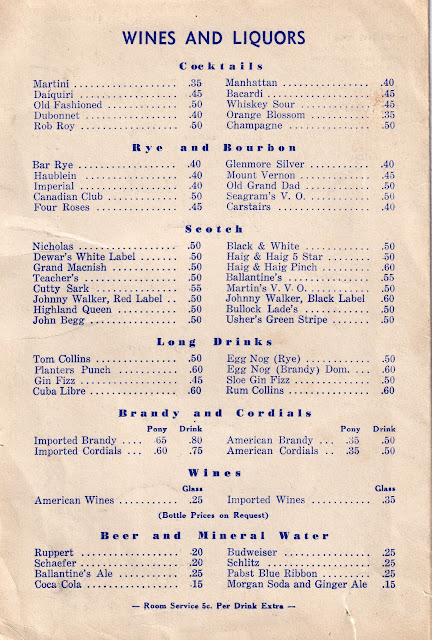 WINES AND LIQUORS
Cocktails
Martini .................. .35 Manhattan .................. .40
Daiquiri .................. .45 Bacardi .................. .45
Old Fashioned .............. .50 Whiskey Sour .............. .45
Dubonnet .................. .40 Orange Blossom ............ .35
Rob Roy .................. .50 Champagne .................. .50
Rye and Bourbon
Bar Rye .................. .40 Glenmore Silver ............ .40
Haublein .................. .40 Mount Vernon .............. .45
Imperial .................. .40 Old Grand Dad .............. .50
Canadian Club .............. .50 Seagram's V. O. ............ .50
Four Roses ................ .45 Carstairs .................. .40
Scotch
Nicholas .................. .50 Black & White .............. .50
Dewar's White Label ........ .50 Haig & Haig 5 Star ........ .50
Grand Macnish .............. .50 Haig & Haig Pinch .......... .60
Teacher's .................. .50 Ballantine's .............. .55
Cutty Sark ................ .55 Martin's V. V. O. .......... .50
Johnny Walker, Red Label .. .50 Johnny Walker, Black Label .60
Highland Queen ............ .50 Bullock Lade's ............ .50
John Begg .................. .50 Usher's Green Stripe ...... .50
Long Drinks
Tom Collins ................ .50 Egg Nog (Rye) .............. .50
Planters Punch ............ .60 Egg Nog (Brandy) Dom. .... .60
Gin Fizz .................. .45 Sloe Gin Fizz .............. .50
Cuba Libre ................ .60 Rum Collins ................ .60
Brandy and Cordials
Pony Drink Pony Drink
Imported Brandy .... .65 .80 American Brandy ... .35 .50
Imported Cordials ... .60 .75 American Cordials .. .35 .50
Wines
Glass Glass
American Wines ............ .25 Imported Wines ............ .35
(Bottle Prices on Request)
Beer and Mineral Water
Ruppert .................. .20 Budweiser .................. .25
Schaefer .................. .20 Schlitz .................. .25
Ballantine's Ale .......... .25 Pabst Blue Ribbon .......... .25
Coca Cola .................. .15 Morgan Soda and Ginger Ale .15
— Room Service 5c. Per Drink Extra —